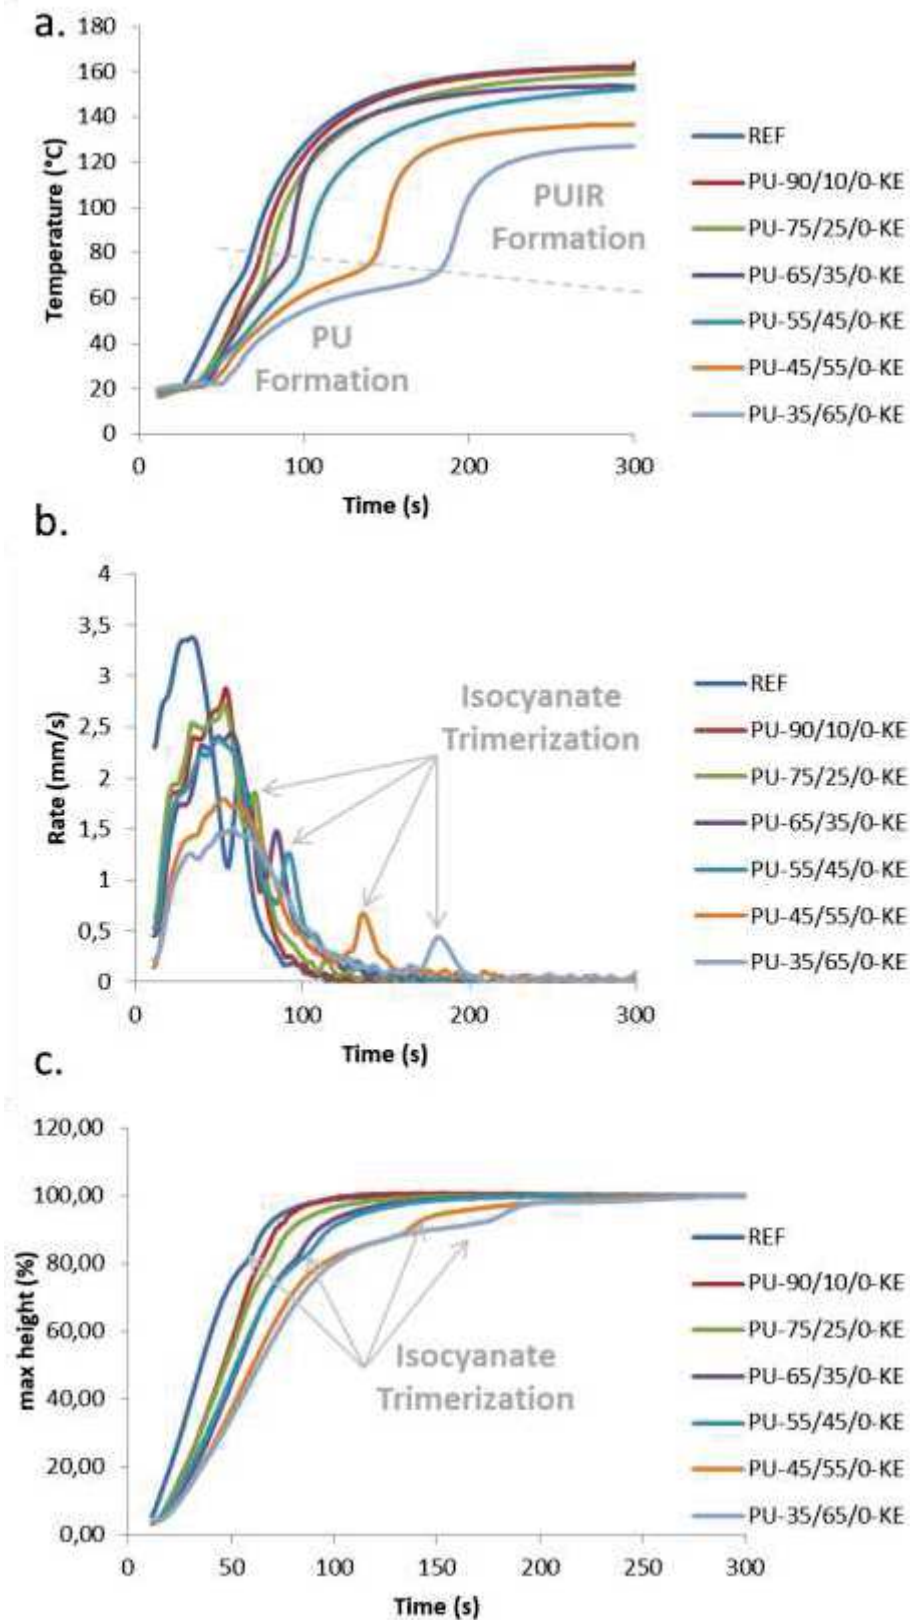 a.
180
160
140
120
100
80
60
40
20
0
Temperature (°C)
PUIR
Formation
PU
Formation
0
100
200
300
Time (s)
REF
PU-90/10/0-KE
PU-75/25/0-KE
PU-65/35/0-KE
PU-55/45/0-KE
PU-45/55/0-KE
PU-35/65/0-KE
b.
4
3,5
3
2,5
2
1,5
1
0,5
0
Rate (mm/s)
Isocyanate
Trimerization
0
100
200
300
Time (s)
REF
PU-90/10/0-KE
PU-75/25/0-KE
PU-65/35/0-KE
PU-55/45/0-KE
PU-45/55/0-KE
PU-35/65/0-KE
c.
120,00
100,00
80,00
60,00
40,00
20,00
0,00
max height (%)
Isocyanate
Trimerization
0
50
100
150
200
250
300
Time (s)
REF
PU-90/10/0-KE
PU-75/25/0-KE
PU-65/35/0-KE
PU-55/45/0-KE
PU-45/55/0-KE
PU-35/65/0-KE